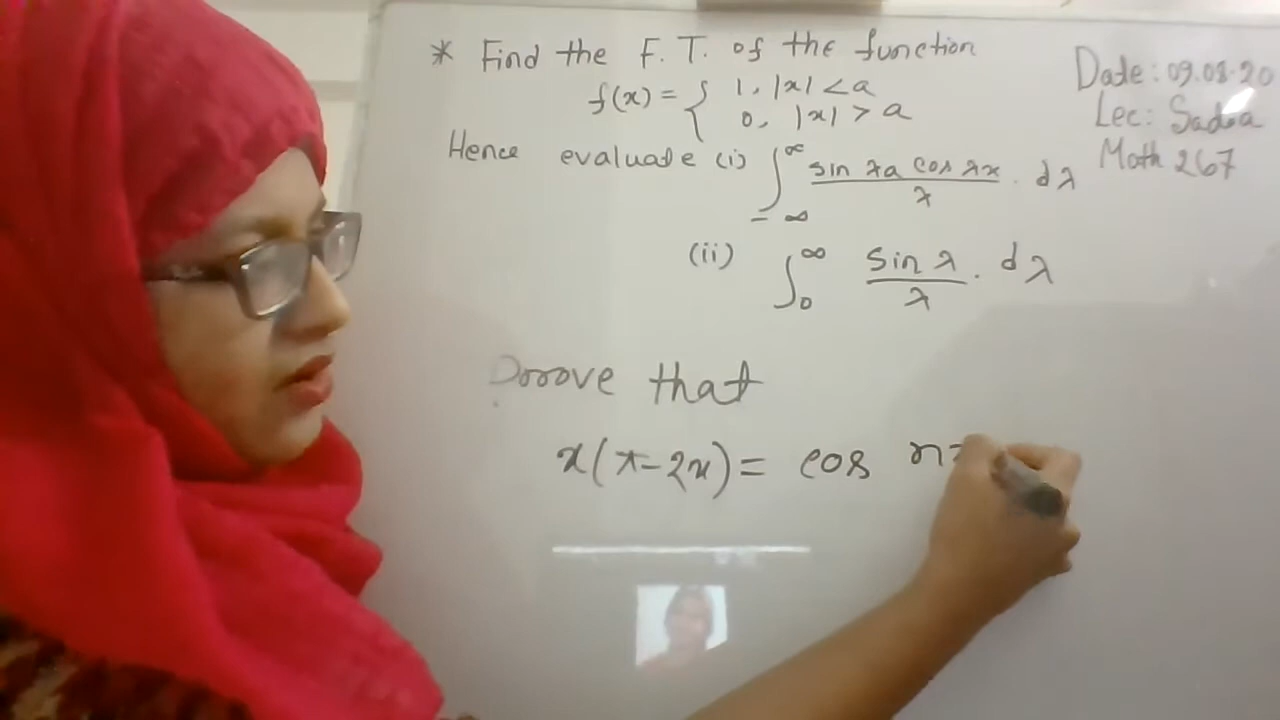 * Find the F. T. of the function
f(x) = { 1, |x| < a
0, |x| > a
Hence evaluate (i) ∫_{-∞}^{∞} sin λa cos λx / λ . dλ
(ii) ∫_0^∞ sin λ / λ . dλ
Date: 09.08.20
Lec: Sadia
Math 267
Prove that
x(π-2x) = cos